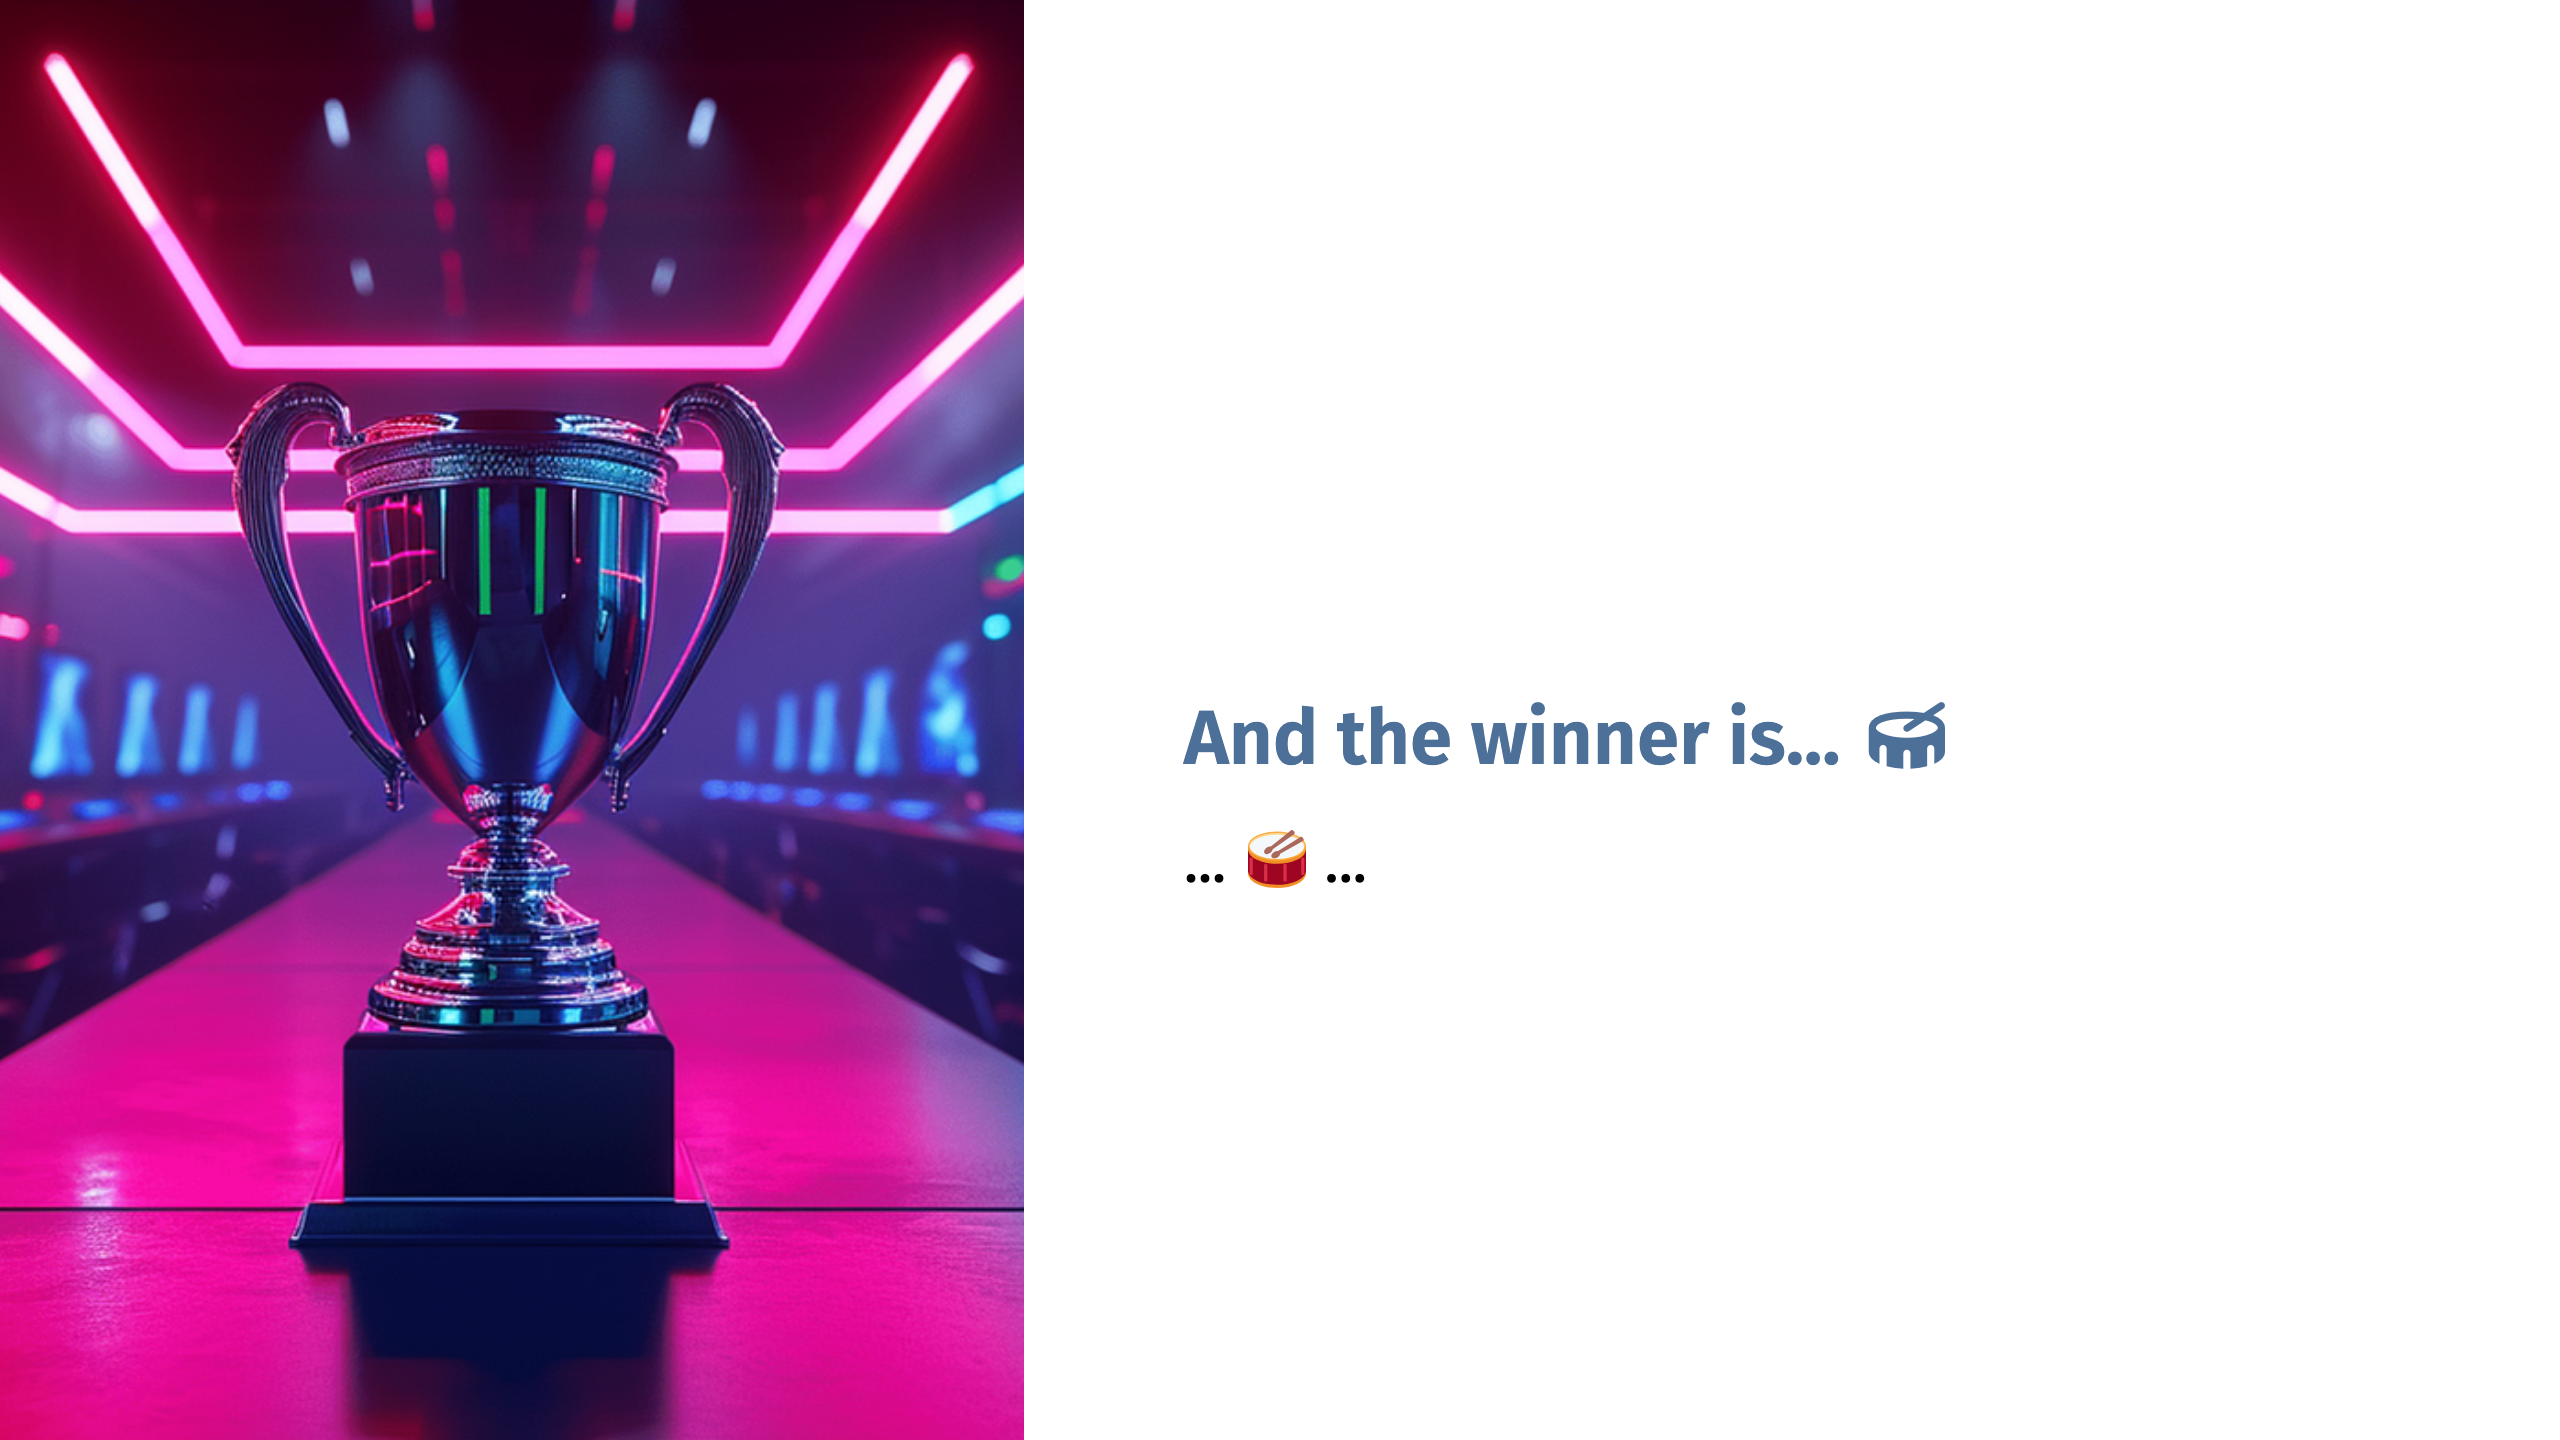 And the winner is... 🥁
... 🥁 ...